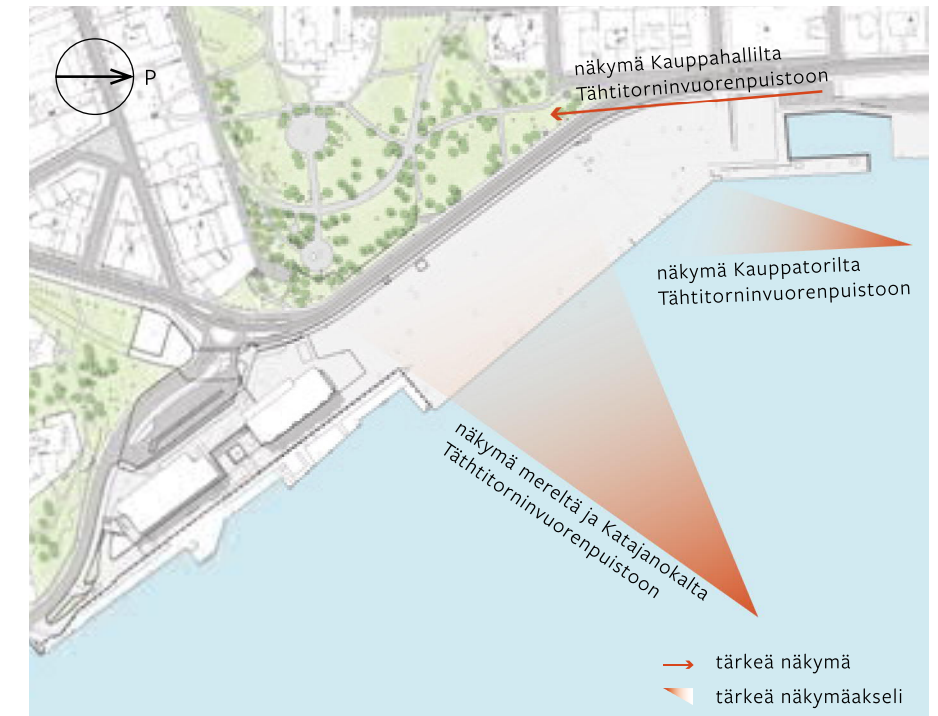 P
näkymä Kauppahallilta
Tähtitorninvuorenpuistoon
näkymä Kauppatorilta
Tähtitorninvuorenpuistoon
näkymä mereltä ja Katajanokalta
Täthtitorninvuorenpuistoon
tärkeä näkymä
tärkeä näkymäakseli